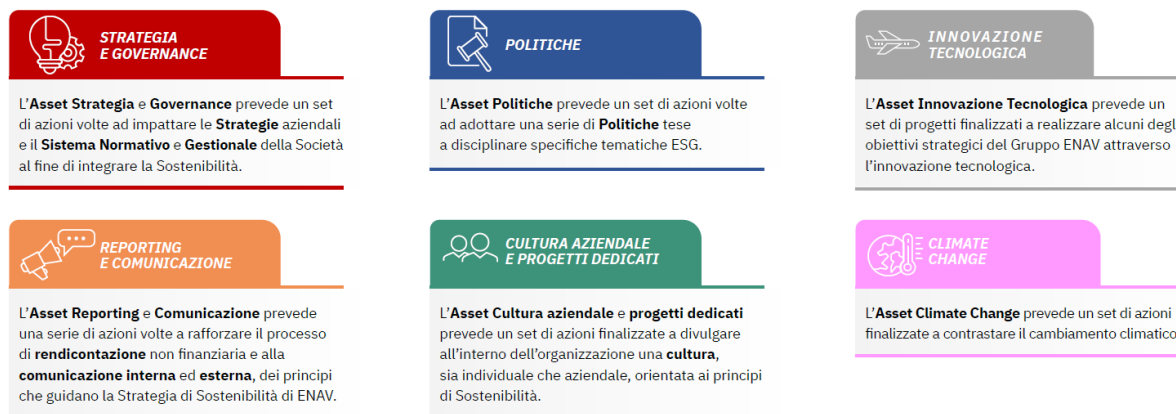 STRATEGIA
E GOVERNANCE
L'Asset Strategia e Governance prevede un set
di azioni volte ad impattare le Strategie aziendali
e il Sistema Normativo e Gestionale della Società
al fine di integrare la Sostenibilità.
POLITICHE
L'Asset Politiche prevede un set di azioni volte
ad adottare una serie di Politiche tese
a disciplinare specifiche tematiche ESG.
INNOVAZIONE
TECNOLOGICA
L'Asset Innovazione Tecnologica prevede un
set di progetti finalizzati a realizzare alcuni degl
obiettivi strategici del Gruppo ENAV attraverso
l'innovazione tecnologica.
REPORTING
E COMUNICAZIONE
L'Asset Reporting e Comunicazione prevede
una serie di azioni volte a rafforzare il processo
di rendicontazione non finanziaria e alla
comunicazione interna ed esterna, dei principi
che guidano la Strategia di Sostenibilità di ENAV.
CULTURA AZIENDALE
E PROGETTI DEDICATI
L'Asset Cultura aziendale e progetti dedicati
prevede un set di azioni finalizzate a divulgare
all'interno dell'organizzazione una cultura,
sia individuale che aziendale, orientata ai principi
di Sostenibilità.
CLIMATE
CHANGE
L'Asset Climate Change prevede un set di azioni
finalizzate a contrastare il cambiamento climatico